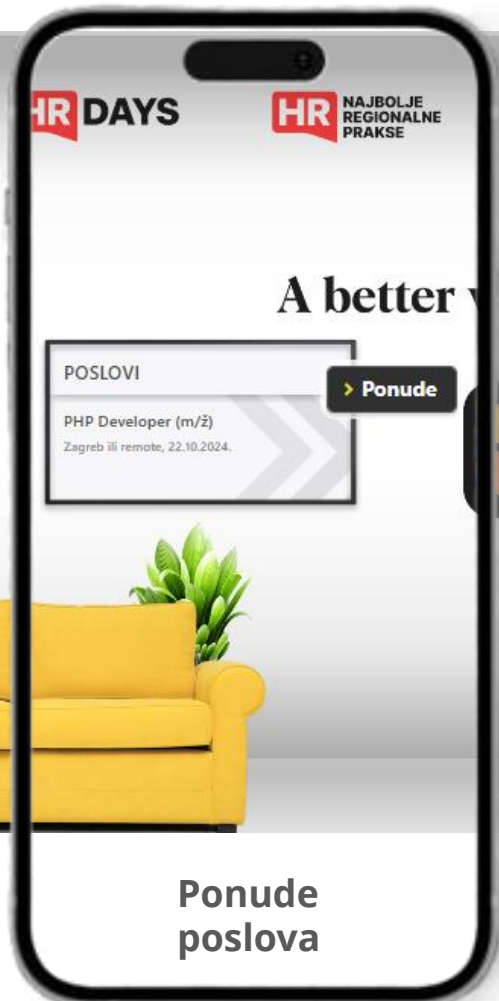 HR DAYS
HR NAJBOLJE
REGIONALNE
PRAKSE
A better
POSLOVI
> Ponude
PHP Developer (m/ž)
Zagreb ili remote, 22.10.2024.
Ponude
poslova